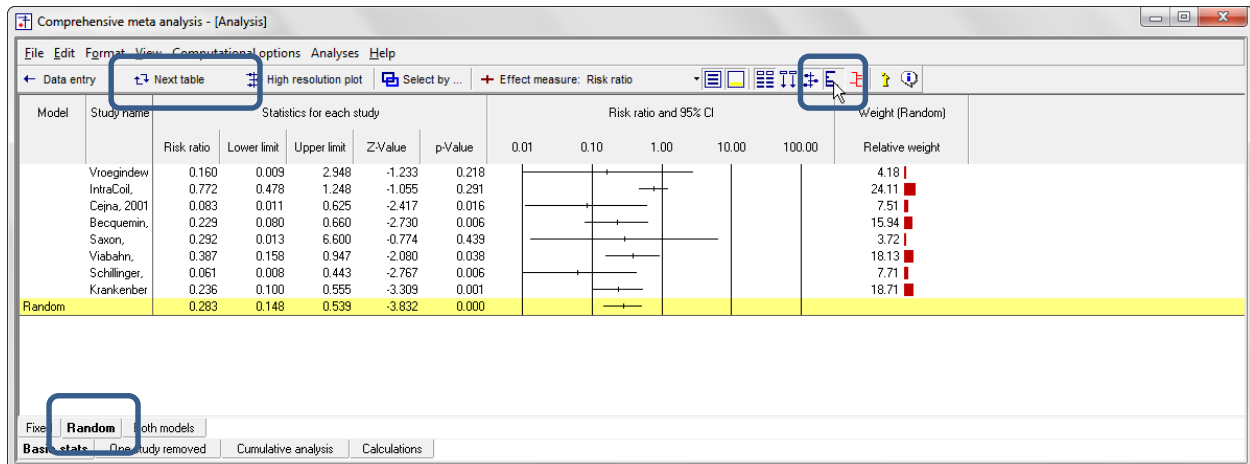 Comprehensive meta analysis - [Analysis]
File Edit Format View Computational options Analyses Help
Data entry Next table High resolution plot Select by ... Effect measure: Risk ratio
Model Study name Statistics for each study Risk ratio and 95% CI Weight (Random)
Risk ratio Lower limit Upper limit Z-Value p-Value 0.01 0.10 1.00 10.00 100.00 Relative weight
Vroegindew 0.160 0.009 2.948 -1.233 0.218 4.18
IntraCoil, 0.772 0.478 1.248 -1.055 0.291 24.11
Cejna, 2001 0.083 0.011 0.625 -2.417 0.016 7.51
Becquemin, 0.229 0.080 0.660 -2.730 0.006 15.94
Saxon, 0.292 0.013 6.600 -0.774 0.439 3.72
Viabahn, 0.387 0.158 0.947 -2.080 0.038 18.13
Schillinger, 0.061 0.008 0.443 -2.767 0.006 7.71
Krankenber 0.236 0.100 0.555 -3.309 0.001 18.71
Random 0.283 0.148 0.539 -3.832 0.000
Fixed Random Both models
Basic stats One study removed Cumulative analysis Calculations